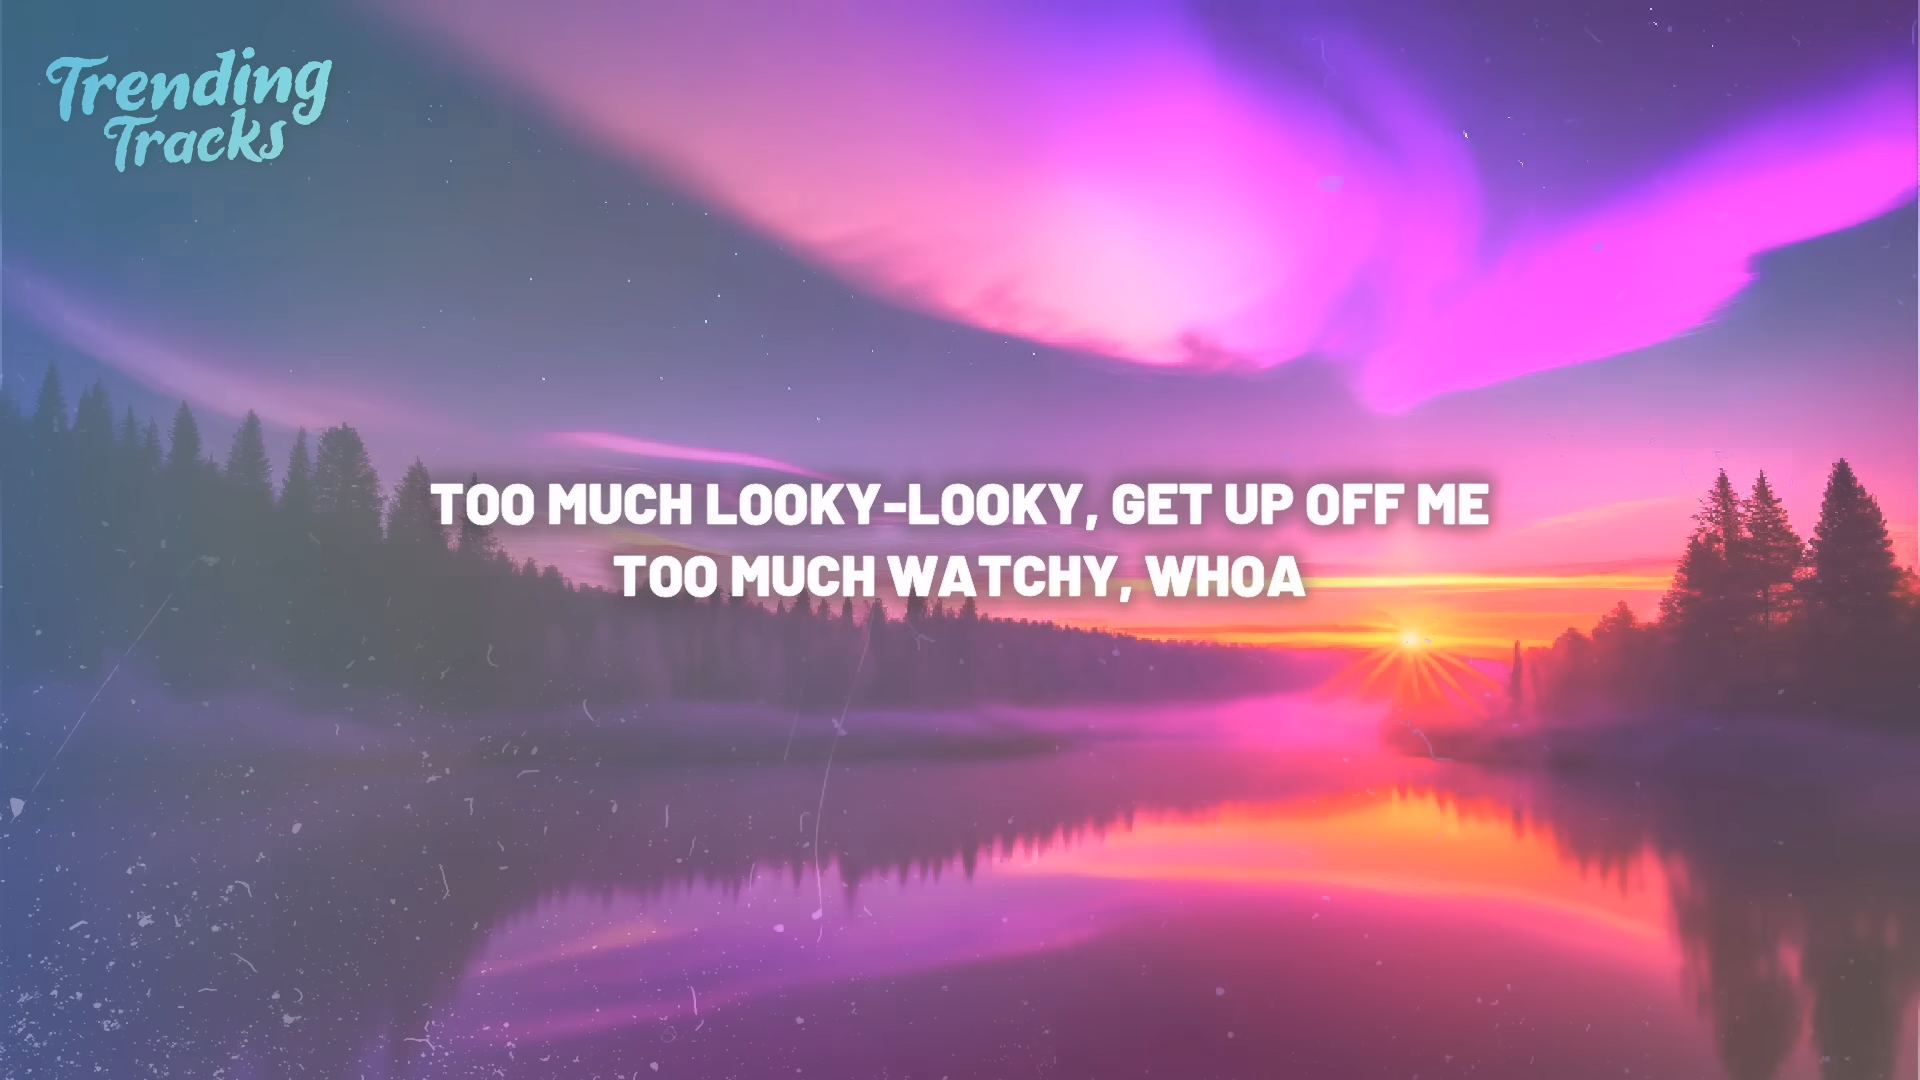 Trending
Tracks
TOO MUCH LOOKY-LOOKY, GET UP OFF ME
TOO MUCH WATCHY, WHOA